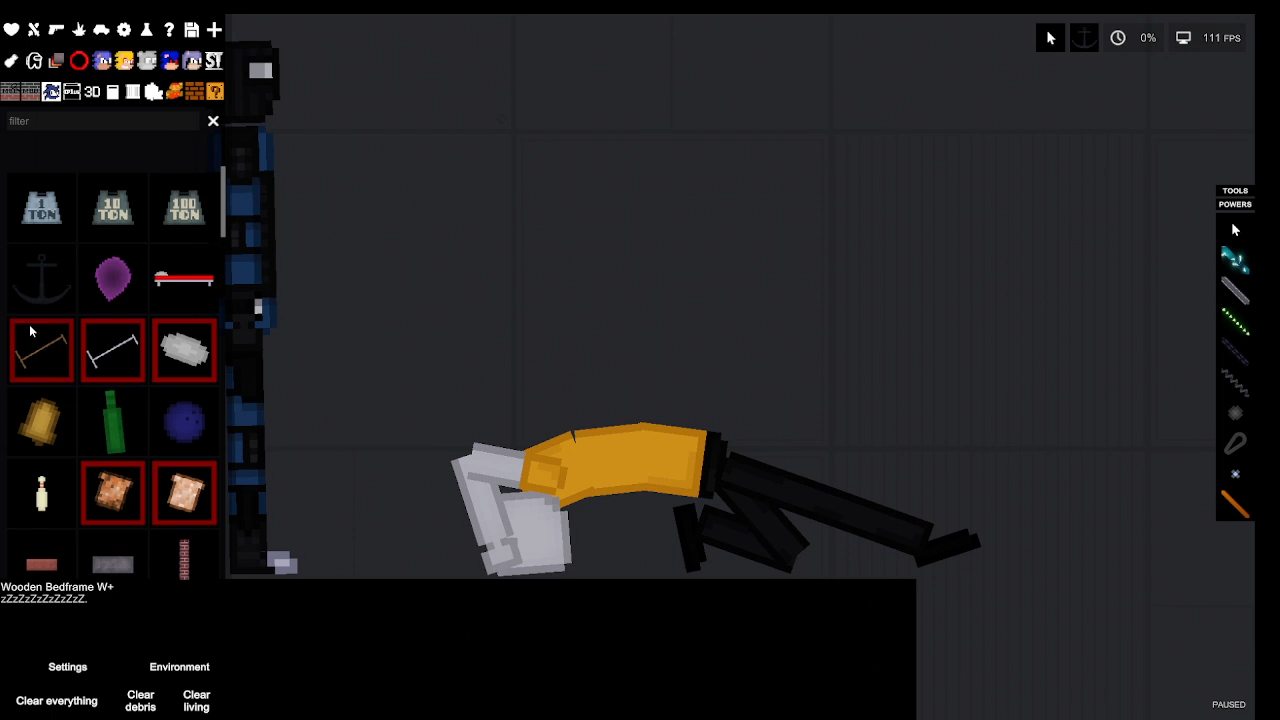 0%
111 FPS
ST
3D
filter
1 TON
10 TON
100 TON
TOOLS
POWERS
Wooden Bedframe W+
zZzZzZzZzZzZzZ.
Settings
Environment
Clear everything
Clear debris
Clear living
PAUSED